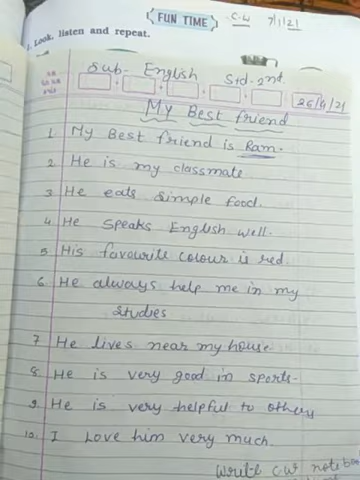 FUN TIME C.W 7/1/21
1. Look, listen and repeat.
Sub- English Std-2nd.
26/4/21
My Best friend
1. My Best friend is Ram.
2. He is my classmate
3. He eats simple food.
4. He speaks English well.
5. His favourite colour is red.
6. He always help me in my
studies
7. He lives near my house
8. He is very good in sports.
9. He is very helpful to others
10. I Love him very much.
Write C.W notebook